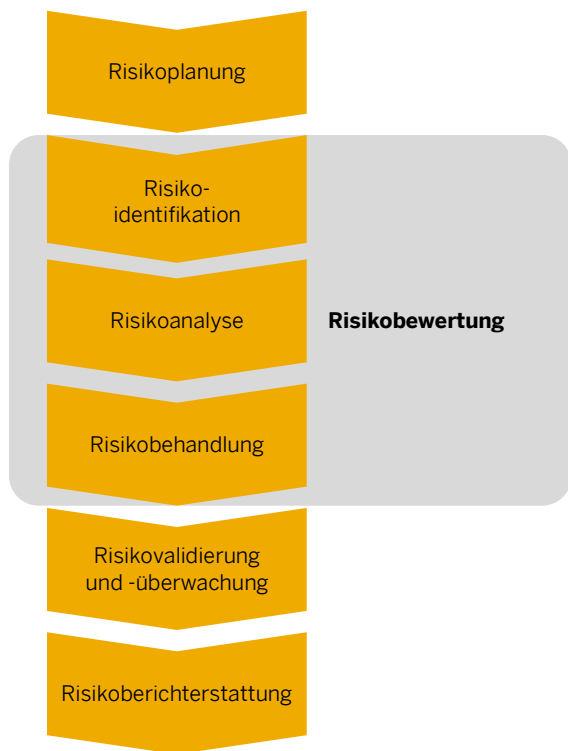 Risikoplanung
Risiko-
identifikation
Risikoanalyse
Risikobewertung
Risikobehandlung
Risikovalidierung
und -überwachung
Risikoberichterstattung